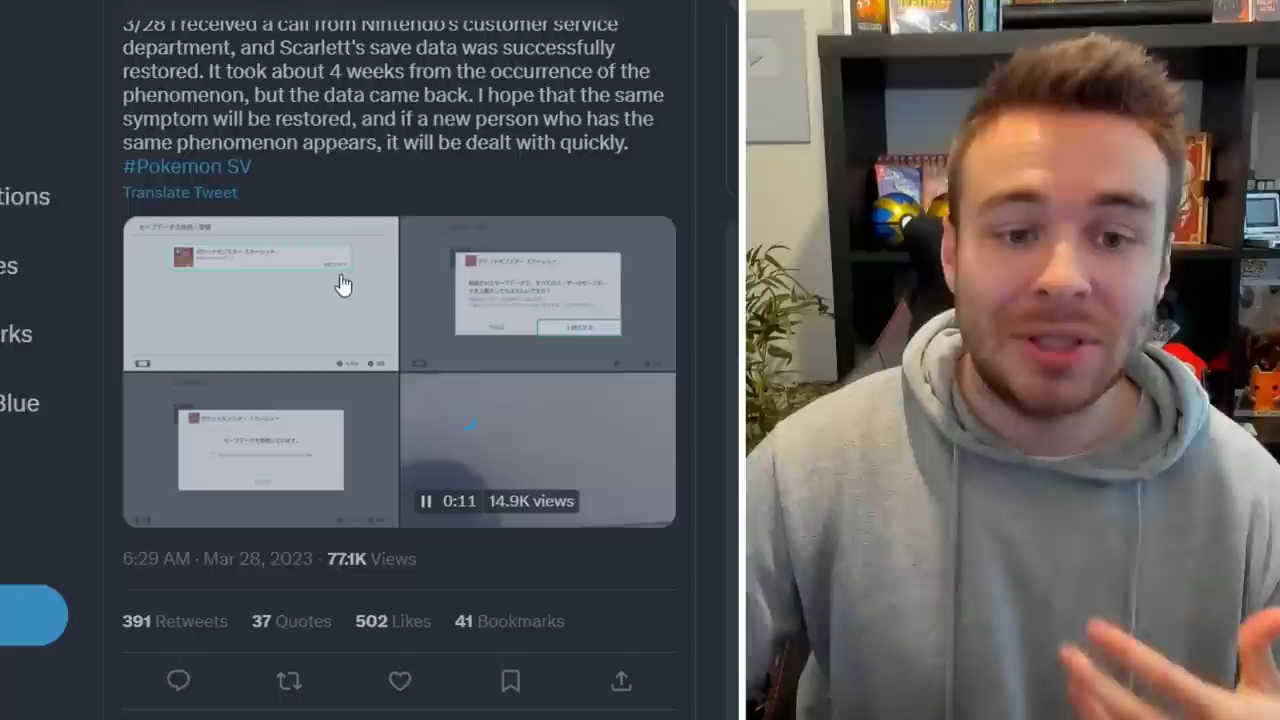 3/28 I received a call from Nintendo's customer service
department, and Scarlett's save data was successfully
restored. It took about 4 weeks from the occurrence of the
phenomenon, but the data came back. I hope that the same
symptom will be restored, and if a new person who has the
same phenomenon appears, it will be dealt with quickly.
#Pokemon SV
Translate Tweet
tions
es
rks
Blue
0:11 14.9K views
6:29 AM · Mar 28, 2023 · 77.1K Views
391 Retweets 37 Quotes 502 Likes 41 Bookmarks